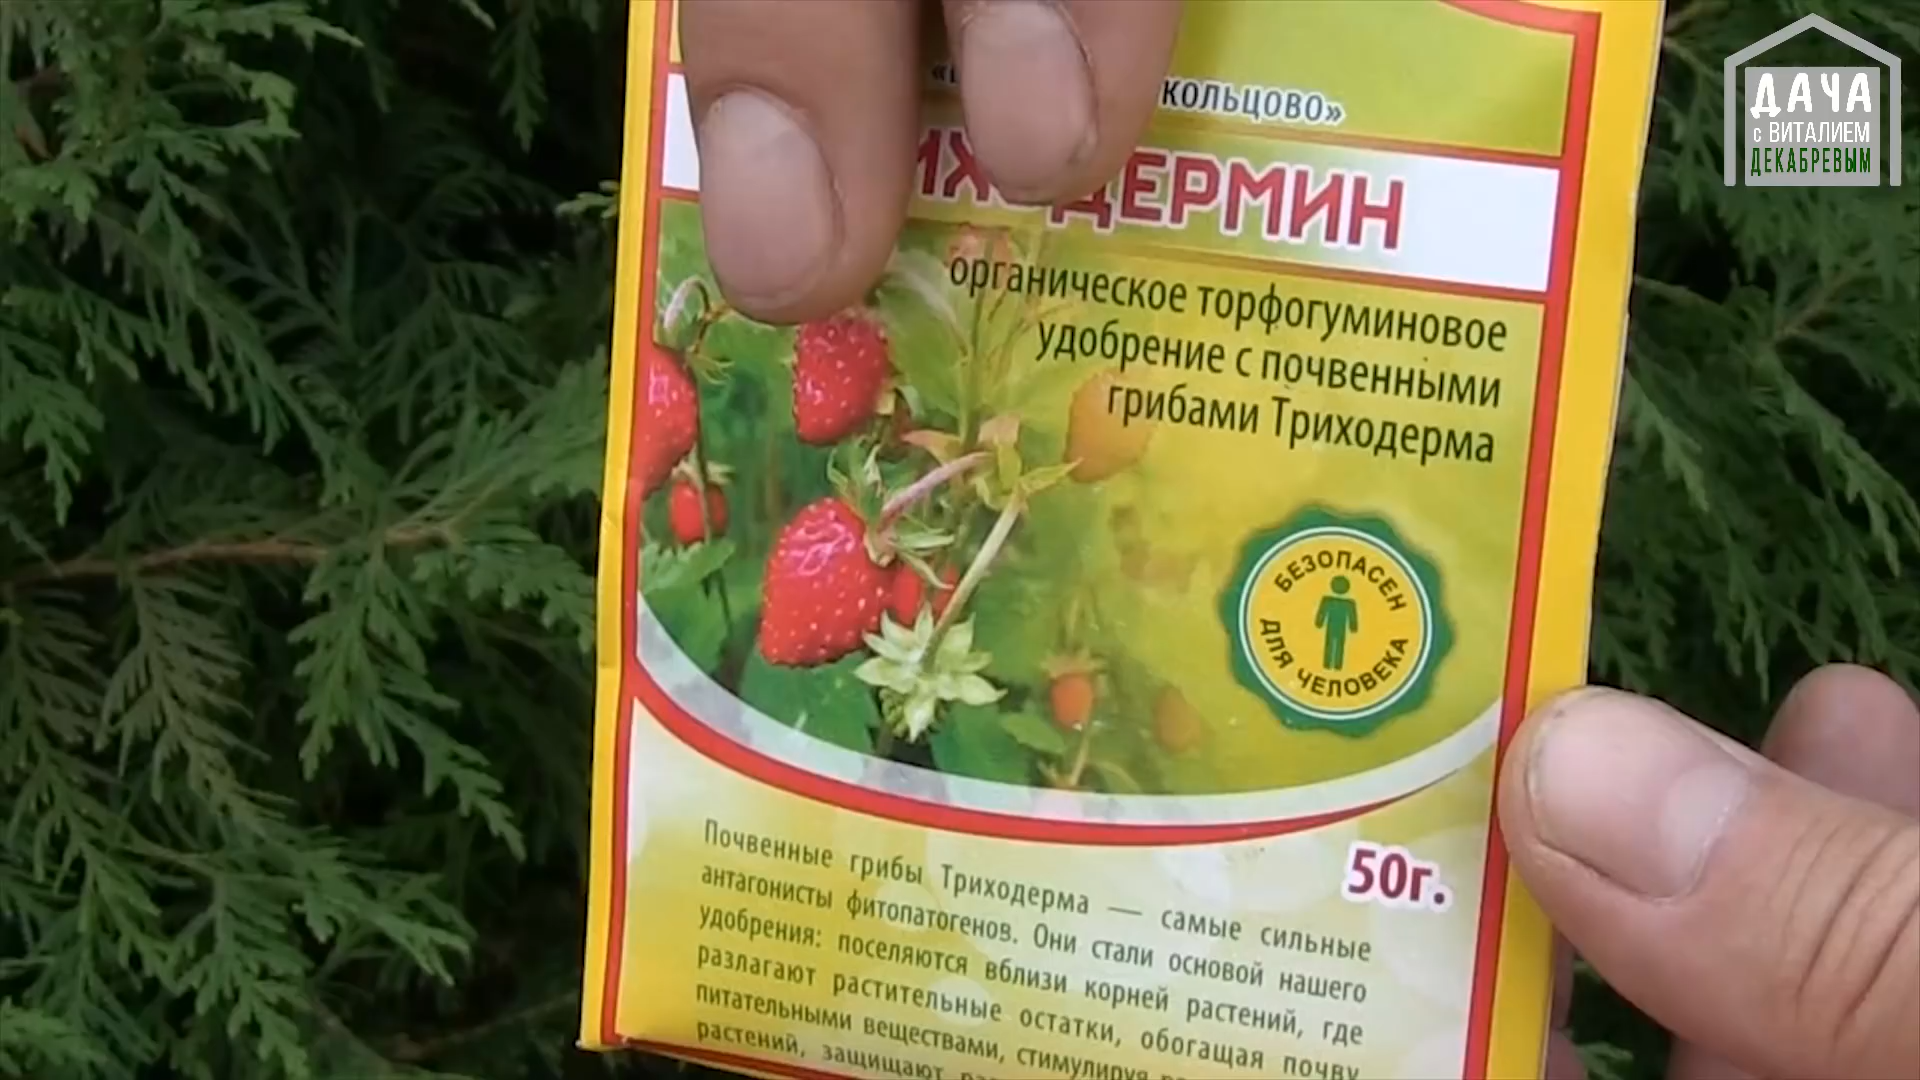 КОЛЬЦОВО»
ДЕРМИН
органическое торфогуминовое
удобрение с почвенными
грибами Триходерма
БЕЗОПАСЕН
ДЛЯ ЧЕЛОВЕКА
50г.
Почвенные грибы Триходерма — самые сильные
антагонисты фитопатогенов. Они стали основой нашего
удобрения: поселяются вблизи корней растений, где
разлагают растительные остатки, обогащая почву
питательными веществами, стимулируя
растений, защищают
ДАЧА
с ВИТАЛИЕМ
ДЕКАБРЕВЫМ